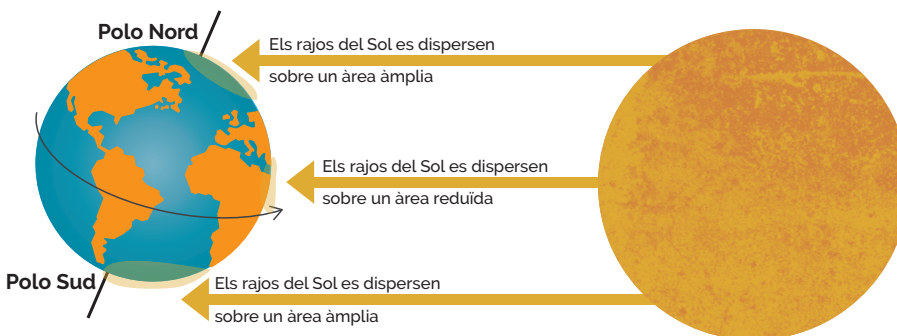 Polo Nord
Els rajos del Sol es dispersen
sobre un àrea àmplia
Els rajos del Sol es dispersen
sobre un àrea reduïda
Polo Sud
Els rajos del Sol es dispersen
sobre un àrea àmplia